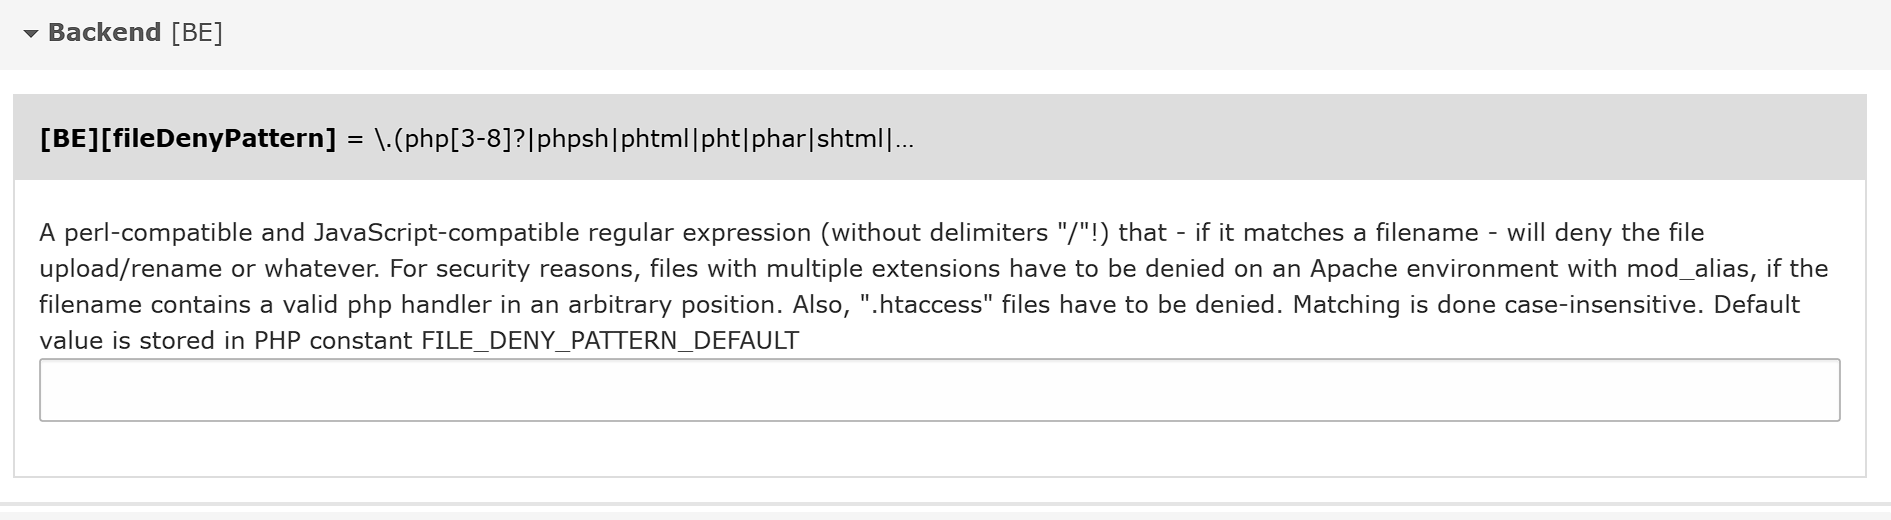 Backend [BE]
[BE][fileDenyPattern] = \.(php[3-8]?|phpsh|phtml|pht|phar|shtml|...
A perl-compatible and JavaScript-compatible regular expression (without delimiters "/"!) that - if it matches a filename - will deny the file
upload/rename or whatever. For security reasons, files with multiple extensions have to be denied on an Apache environment with mod_alias, if the
filename contains a valid php handler in an arbitrary position. Also, ".htaccess" files have to be denied. Matching is done case-insensitive. Default
value is stored in PHP constant FILE_DENY_PATTERN_DEFAULT